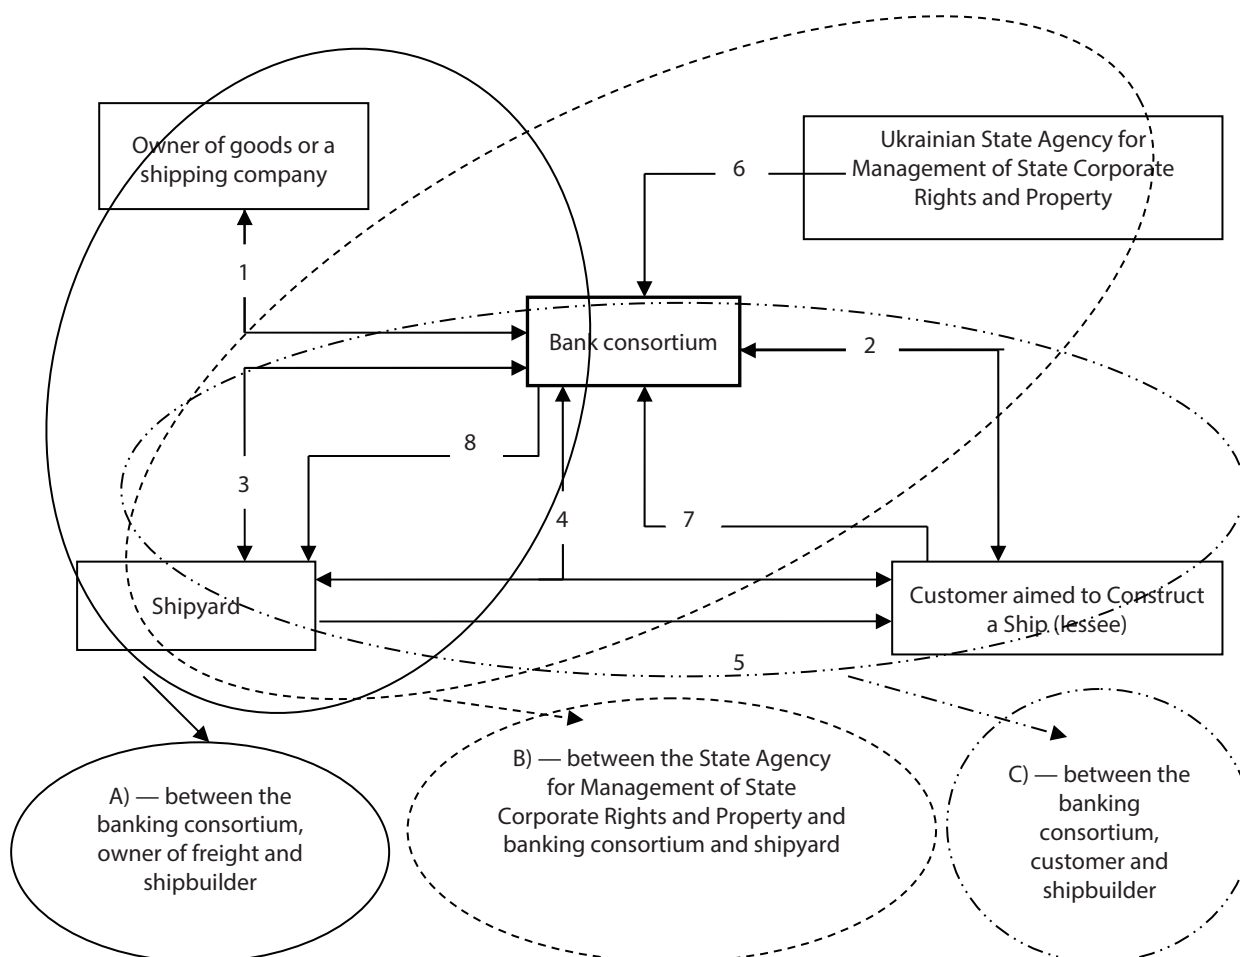 Owner of goods or a
shipping company
Ukrainian State Agency for
Management of State Corporate
Rights and Property
6
1
Bank consortium
2
8
3
4
7
Shipyard
Customer aimed to Construct
a Ship (lessee)
5
A) — between the
banking consortium,
owner of freight and
shipbuilder
B) — between the State Agency
for Management of State
Corporate Rights and Property and
banking consortium and shipyard
C) — between the
banking
consortium,
customer and
shipbuilder